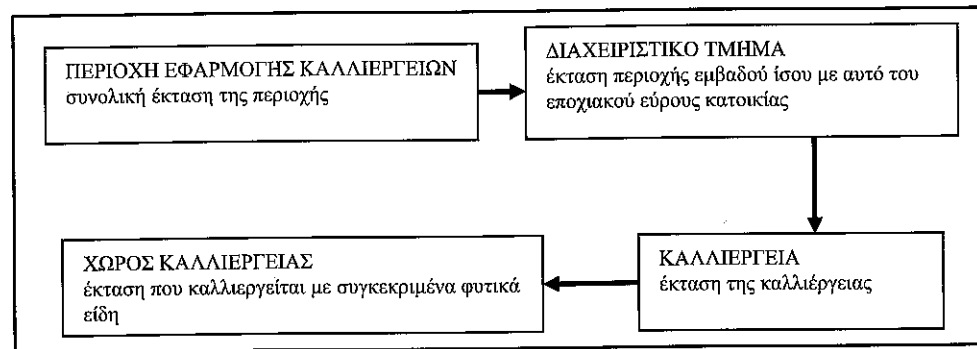 ΠΕΡΙΟΧΗ ΕΦΑΡΜΟΓΗΣ ΚΑΛΛΙΕΡΓΕΙΩΝ
συνολική έκταση της περιοχής
ΔΙΑΧΕΙΡΙΣΤΙΚΟ ΤΜΗΜΑ
έκταση περιοχής εμβαδού ίσου με αυτό του
εποχιακού εύρους κατοικίας
ΚΑΛΛΙΕΡΓΕΙΑ
έκταση της καλλιέργειας
ΧΩΡΟΣ ΚΑΛΛΙΕΡΓΕΙΑΣ
έκταση που καλλιεργείται με συγκεκριμένα φυτικά
είδη